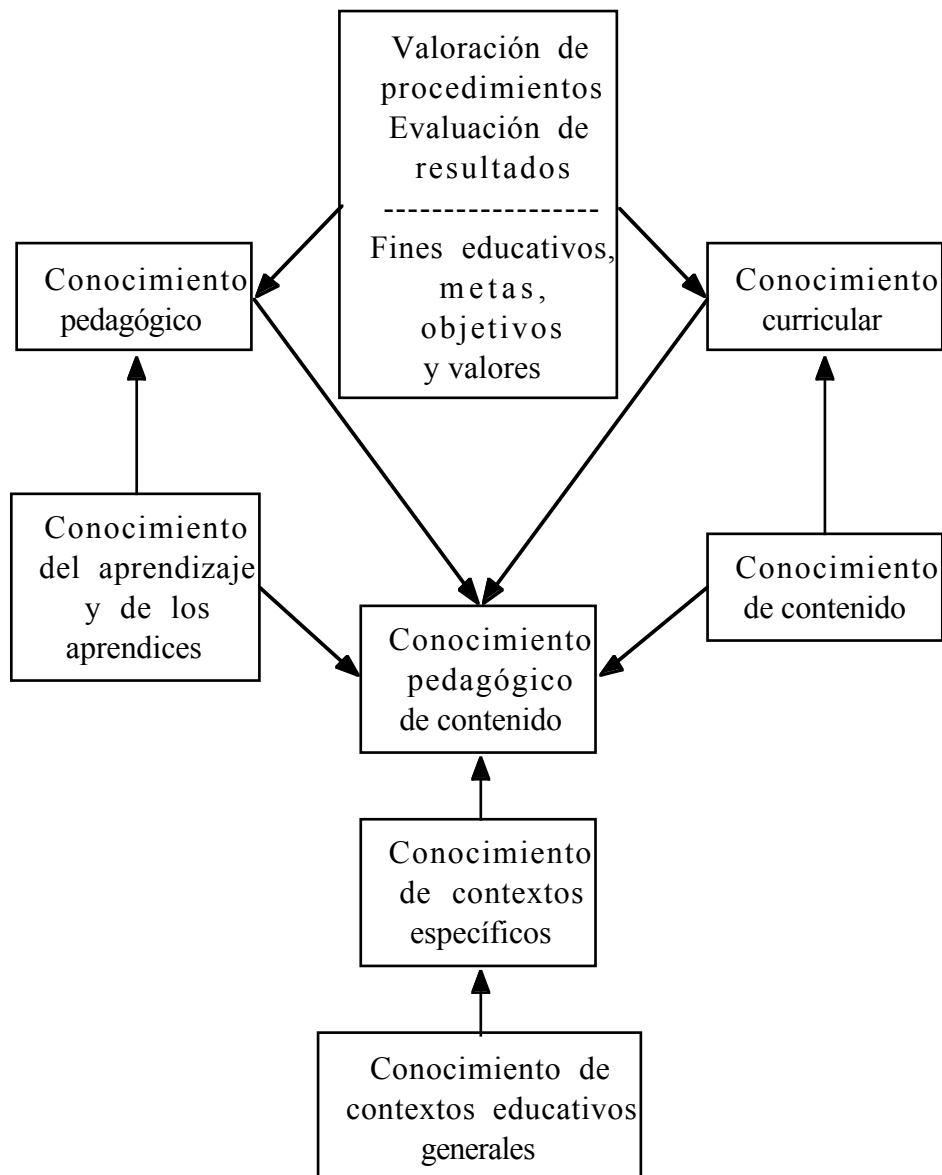 Valoración de
procedimientos
Evaluación de
resultados
-------------------
Fines educativos,
metas,
objetivos
y valores
Conocimiento
pedagógico
Conocimiento
curricular
Conocimiento
del aprendizaje
y de los
aprendices
Conocimiento
de contenido
Conocimiento
pedagógico
de contenido
Conocimiento
de contextos
específicos
Conocimiento de
contextos educativos
generales